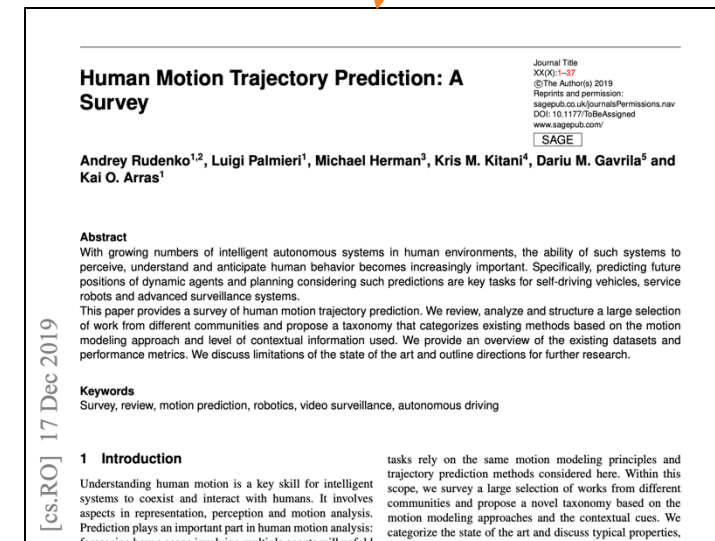 Human Motion Trajectory Prediction: A
Survey
Journal Title
XX(X):1–37
©The Author(s) 2019
Reprints and permission:
sagepub.co.uk/journalsPermissions.nav
DOI: 10.1177/ToBeAssigned
www.sagepub.com/
SAGE
Andrey Rudenko1,2, Luigi Palmieri1, Michael Herman3, Kris M. Kitani4, Dariu M. Gavrila5 and
Kai O. Arras1
Abstract
With growing numbers of intelligent autonomous systems in human environments, the ability of such systems to
perceive, understand and anticipate human behavior becomes increasingly important. Specifically, predicting future
positions of dynamic agents and planning considering such predictions are key tasks for self-driving vehicles, service
robots and advanced surveillance systems.
This paper provides a survey of human motion trajectory prediction. We review, analyze and structure a large selection
of work from different communities and propose a taxonomy that categorizes existing methods based on the motion
modeling approach and level of contextual information used. We provide an overview of the existing datasets and
performance metrics. We discuss limitations of the state of the art and outline directions for further research.
Keywords
Survey, review, motion prediction, robotics, video surveillance, autonomous driving
1 Introduction
Understanding human motion is a key skill for intelligent
systems to coexist and interact with humans. It involves
aspects in representation, perception and motion analysis.
Prediction plays an important part in human motion analysis:
tasks rely on the same motion modeling principles and
trajectory prediction methods considered here. Within this
scope, we survey a large selection of works from different
communities and propose a novel taxonomy based on the
motion modeling approaches and the contextual cues. We
categorize the state of the art and discuss typical properties,
[cs.RO] 17 Dec 2019